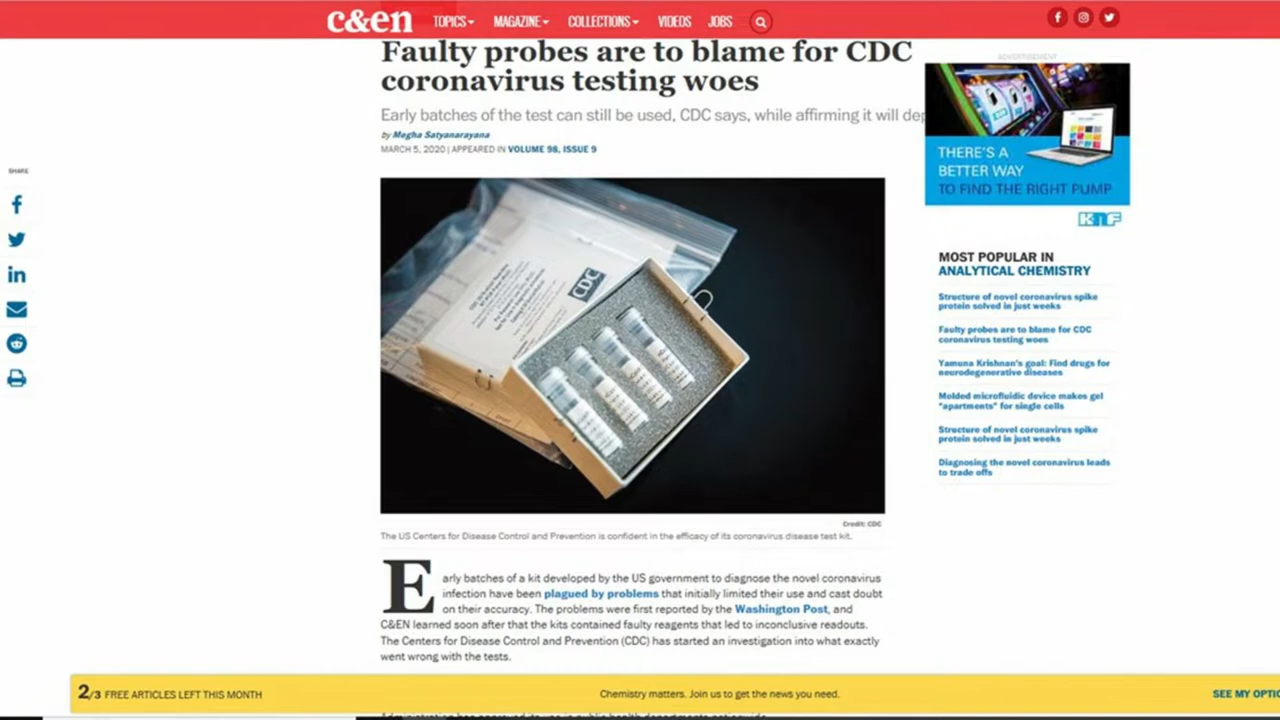 c&en TOPICS MAGAZINE COLLECTIONS VIDEOS JOBS
Faulty probes are to blame for CDC
coronavirus testing woes
Early batches of the test can still be used, CDC says, while affirming it will dep
by Megha Satyanarayana
MARCH 5, 2020 | APPEARED IN VOLUME 98, ISSUE 9
SHARE
CDC
Credit: CDC
The US Centers for Disease Control and Prevention is confident in the efficacy of its coronavirus disease test kit.
Early batches of a kit developed by the US government to diagnose the novel coronavirus
infection have been plagued by problems that initially limited their use and cast doubt
on their accuracy. The problems were first reported by the Washington Post, and
C&EN learned soon after that the kits contained faulty reagents that led to inconclusive readouts.
The Centers for Disease Control and Prevention (CDC) has started an investigation into what exactly
went wrong with the tests.
ADVERTISEMENT
THERE'S A
BETTER WAY
TO FIND THE RIGHT PUMP
KNF
MOST POPULAR IN
ANALYTICAL CHEMISTRY
Structure of novel coronavirus spike
protein solved in just weeks
Faulty probes are to blame for CDC
coronavirus testing woes
Yamuna Krishnan's goal: Find drugs for
neurodegenerative diseases
Molded microfluidic device makes gel
"apartments" for single cells
Structure of novel coronavirus spike
protein solved in just weeks
Diagnosing the novel coronavirus leads
to trade offs
2/3 FREE ARTICLES LEFT THIS MONTH
Chemistry matters. Join us to get the news you need.
SEE MY OPTIO